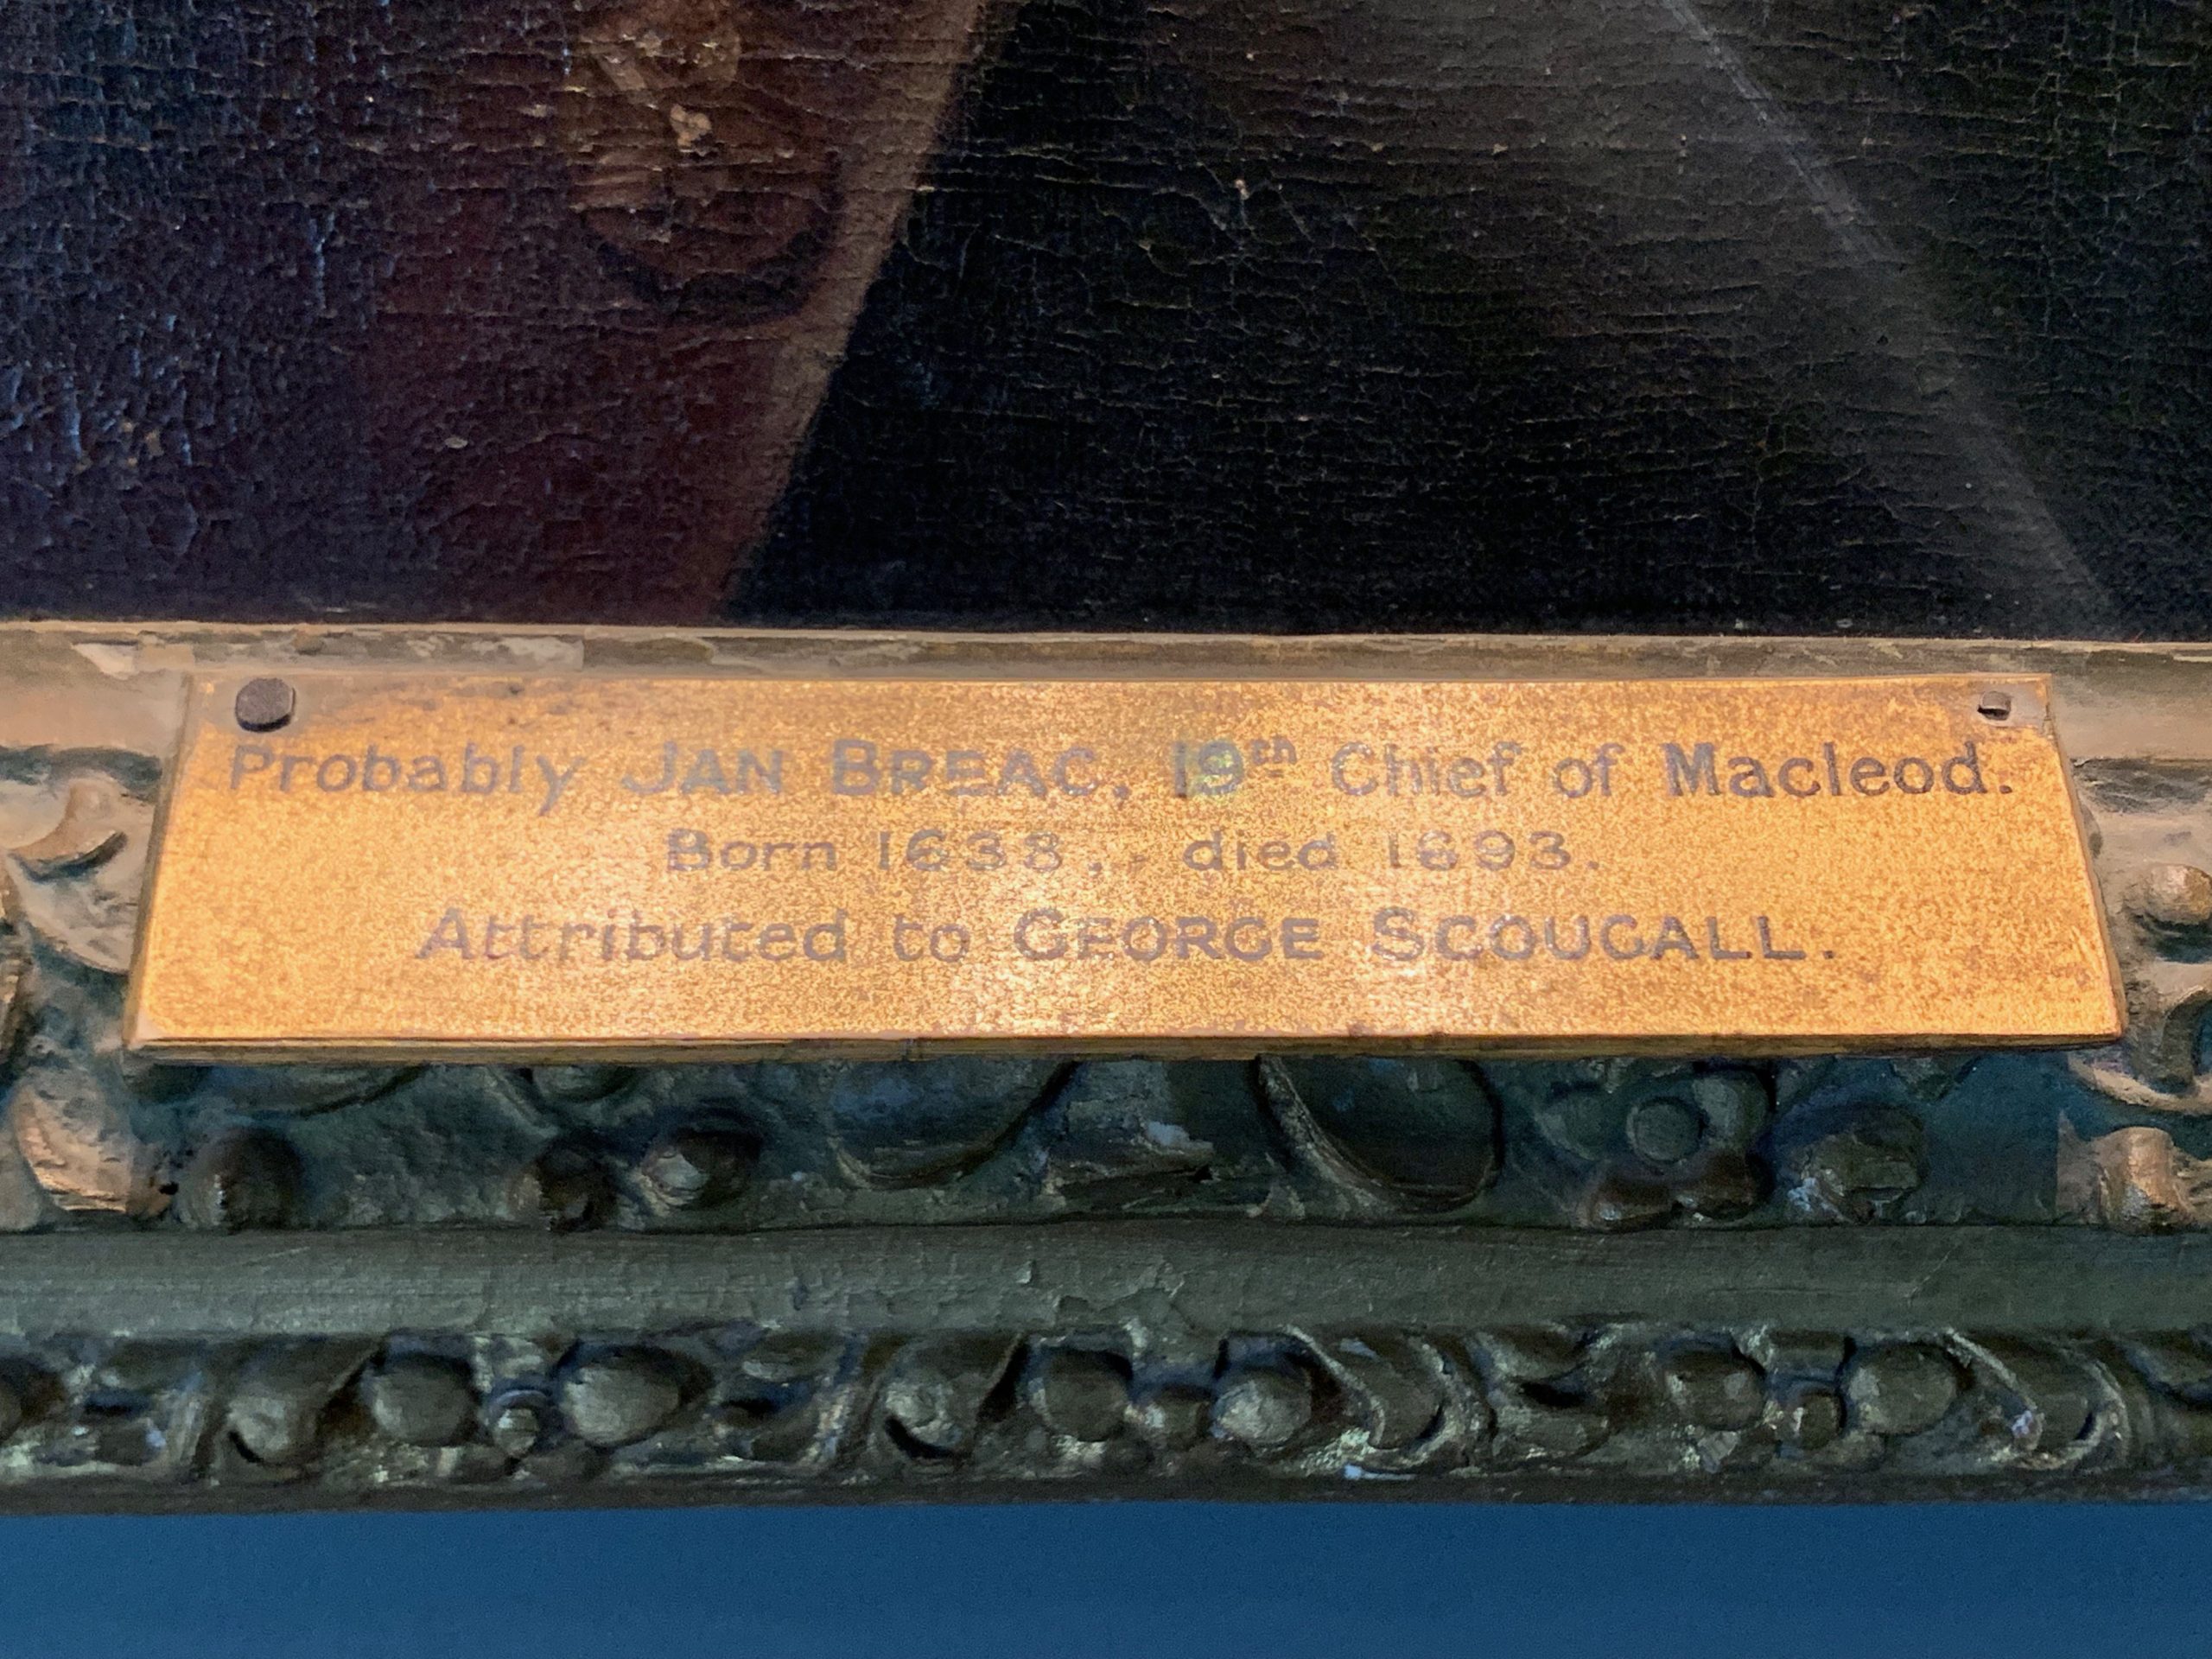 Probably JAN BREAC, 19th Chief of Macleod.
Born 1638, died 1693.
Attributed to GEORGE SCOUGALL.